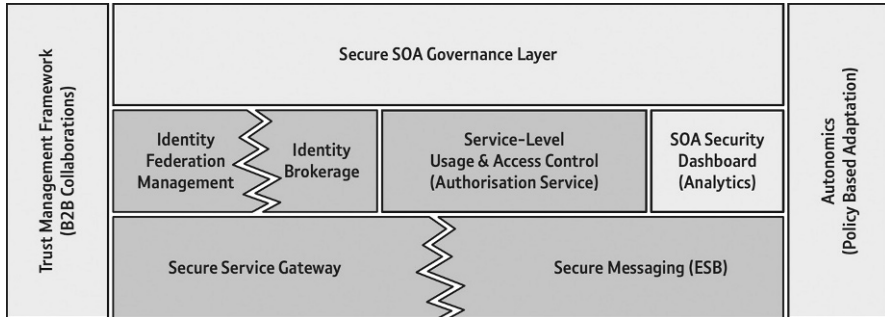 Trust Management Framework
(B2B Collaborations)
Secure SOA Governance Layer
Identity
Federation
Management
Identity
Brokerage
Service-Level
Usage & Access Control
(Authorisation Service)
SOA Security
Dashboard
(Analytics)
Secure Service Gateway
Secure Messaging (ESB)
Autonomics
(Policy Based Adaptation)